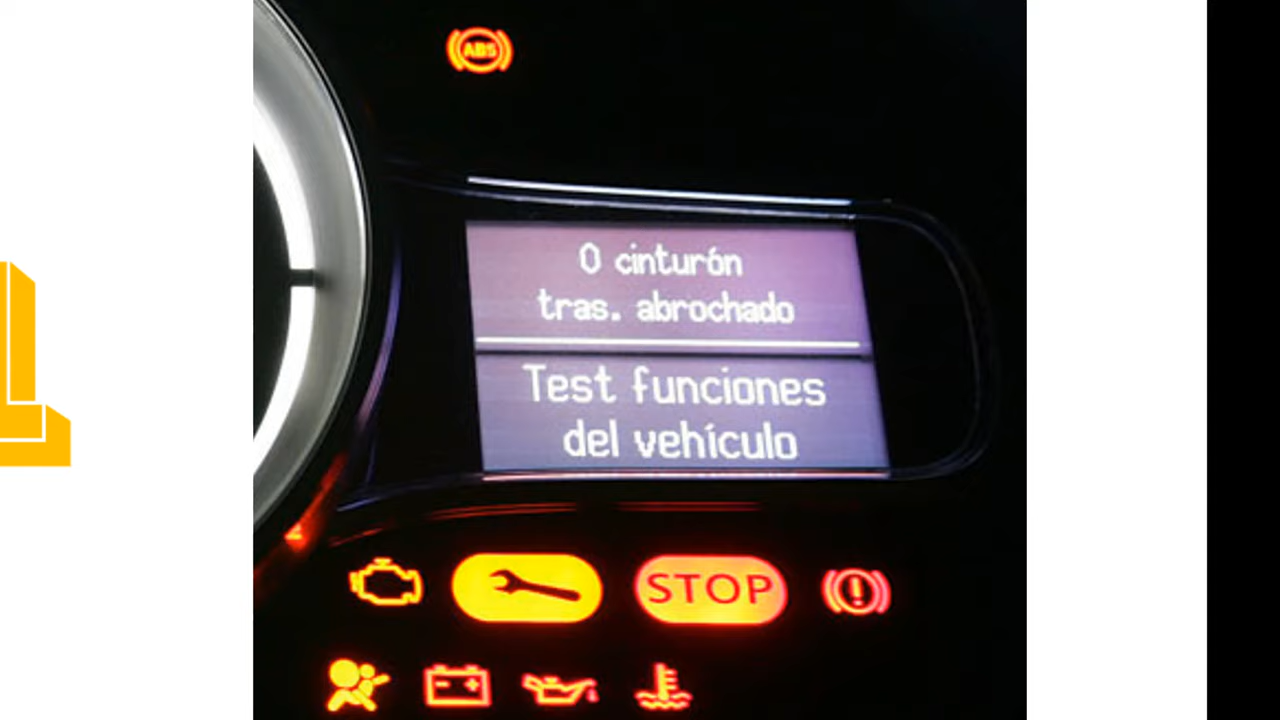 ABS
0 cinturón
tras. abrochado
Test funciones
del vehículo
STOP